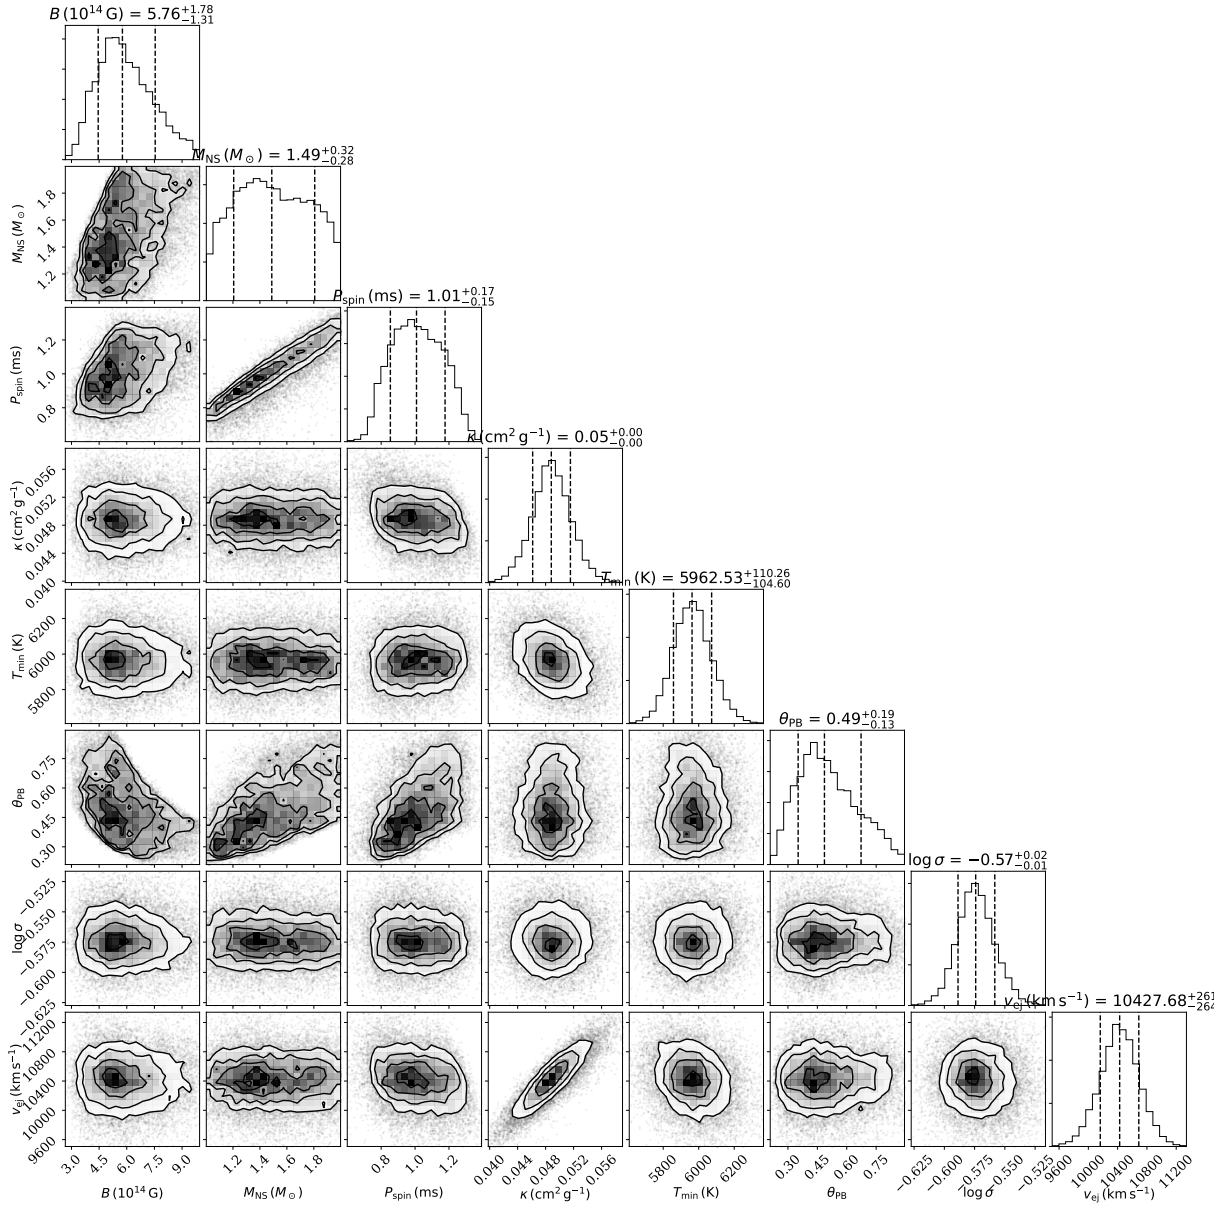 B (10^14 G) = 5.76 +1.78 −1.31
M_NS (M_⊙) = 1.49 +0.32 −0.28
1.8
1.6
1.4
1.2
M_NS (M_⊙)
P_spin (ms) = 1.01 +0.17 −0.15
1.2
1.0
0.8
P_spin (ms)
κ (cm^2 g^−1) = 0.05 +0.00 −0.00
0.056
0.052
0.048
0.044
0.040
κ (cm^2 g^−1)
T_min (K) = 5962.53 +110.26 −104.60
6200
6000
5800
T_min (K)
θ_PB = 0.49 +0.19 −0.13
0.75
0.60
0.45
0.30
θ_PB
log σ = −0.57 +0.02 −0.01
−0.525
−0.550
−0.575
−0.600
−0.625
log σ
v_ej (km s^−1) = 10427.68 +261 −264
11200
10800
10400
10000
9600
v_ej (km s^−1)
3.0 4.5 6.0 7.5 9.0
1.2 1.4 1.6 1.8
0.8 1.0 1.2
0.040 0.044 0.048 0.052 0.056
5800 6000 6200
0.30 0.45 0.60 0.75
−0.625 −0.600 −0.575 −0.550 −0.525
9600 10000 10400 10800 11200
B (10^14 G)
M_NS (M_⊙)
P_spin (ms)
κ (cm^2 g^−1)
T_min (K)
θ_PB
log σ
v_ej (km s^−1)